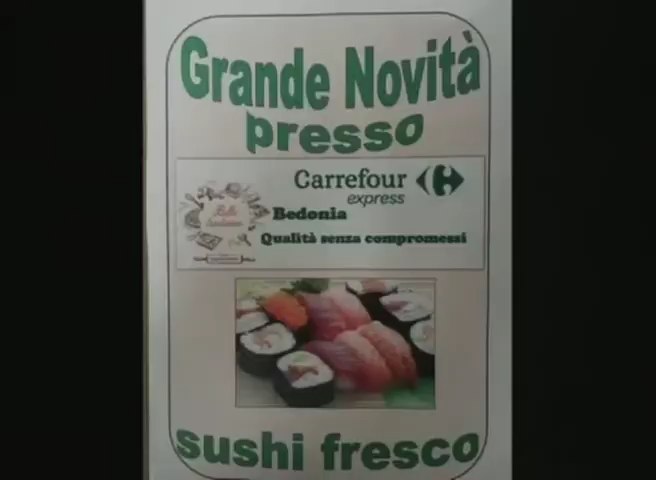 Grande Novità
presso
Carrefour
express
Bedonia
Qualità senza compromessi
sushi fresco